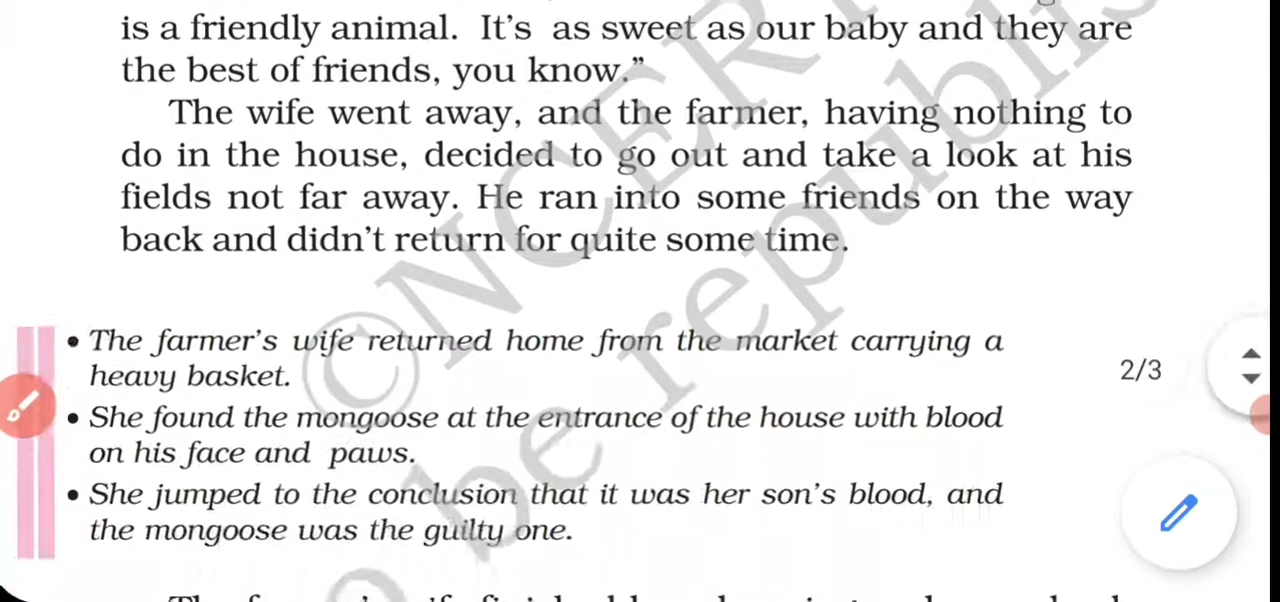 is a friendly animal. It's as sweet as our baby and they are
the best of friends, you know."
The wife went away, and the farmer, having nothing to
do in the house, decided to go out and take a look at his
fields not far away. He ran into some friends on the way
back and didn't return for quite some time.
• The farmer's wife returned home from the market carrying a
heavy basket.
• She found the mongoose at the entrance of the house with blood
on his face and paws.
• She jumped to the conclusion that it was her son's blood, and
the mongoose was the guilty one.
2/3
©NCERT
be republi